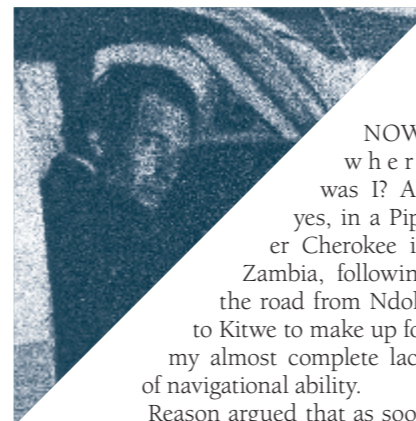 NOW
w h e r
was I? A
yes, in a Pip
er Cherokee i
Zambia, followin
the road from Ndol
to Kitwe to make up fo
my almost complete lac
of navigational ability.
Reason argued that as soo